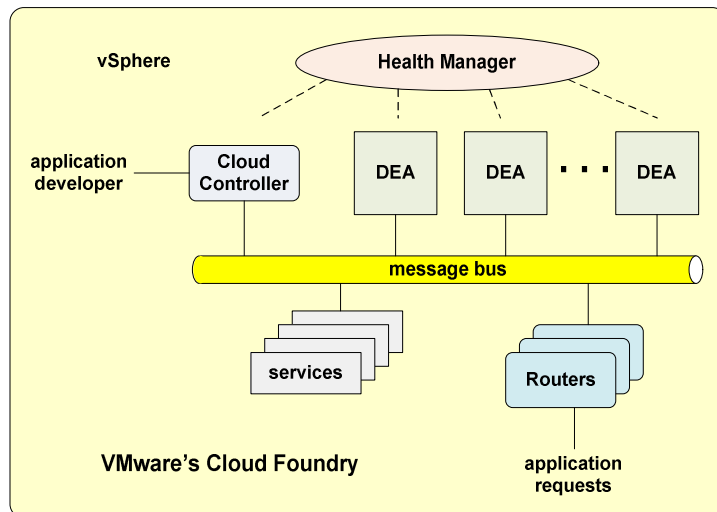 vSphere
Health Manager
application
developer
Cloud
Controller
DEA
DEA
DEA
message bus
services
Routers
VMware's Cloud Foundry
application
requests